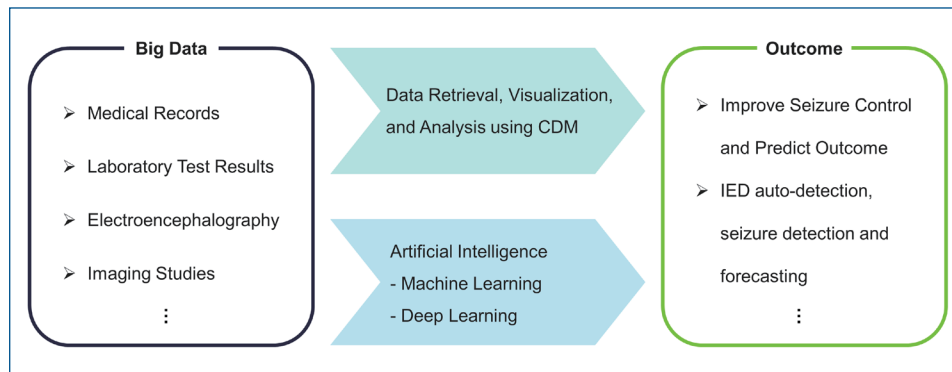 Big Data
➢ Medical Records
➢ Laboratory Test Results
➢ Electroencephalography
➢ Imaging Studies
⋮
Data Retrieval, Visualization,
and Analysis using CDM
Artificial Intelligence
- Machine Learning
- Deep Learning
Outcome
➢ Improve Seizure Control
and Predict Outcome
➢ IED auto-detection,
seizure detection and
forecasting
⋮